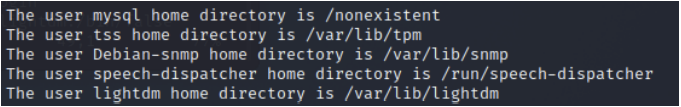 The user mysql home directory is /nonexistent
The user tss home directory is /var/lib/tpm
The user Debian-snmp home directory is /var/lib/snmp
The user speech-dispatcher home directory is /run/speech-dispatcher
The user lightdm home directory is /var/lib/lightdm